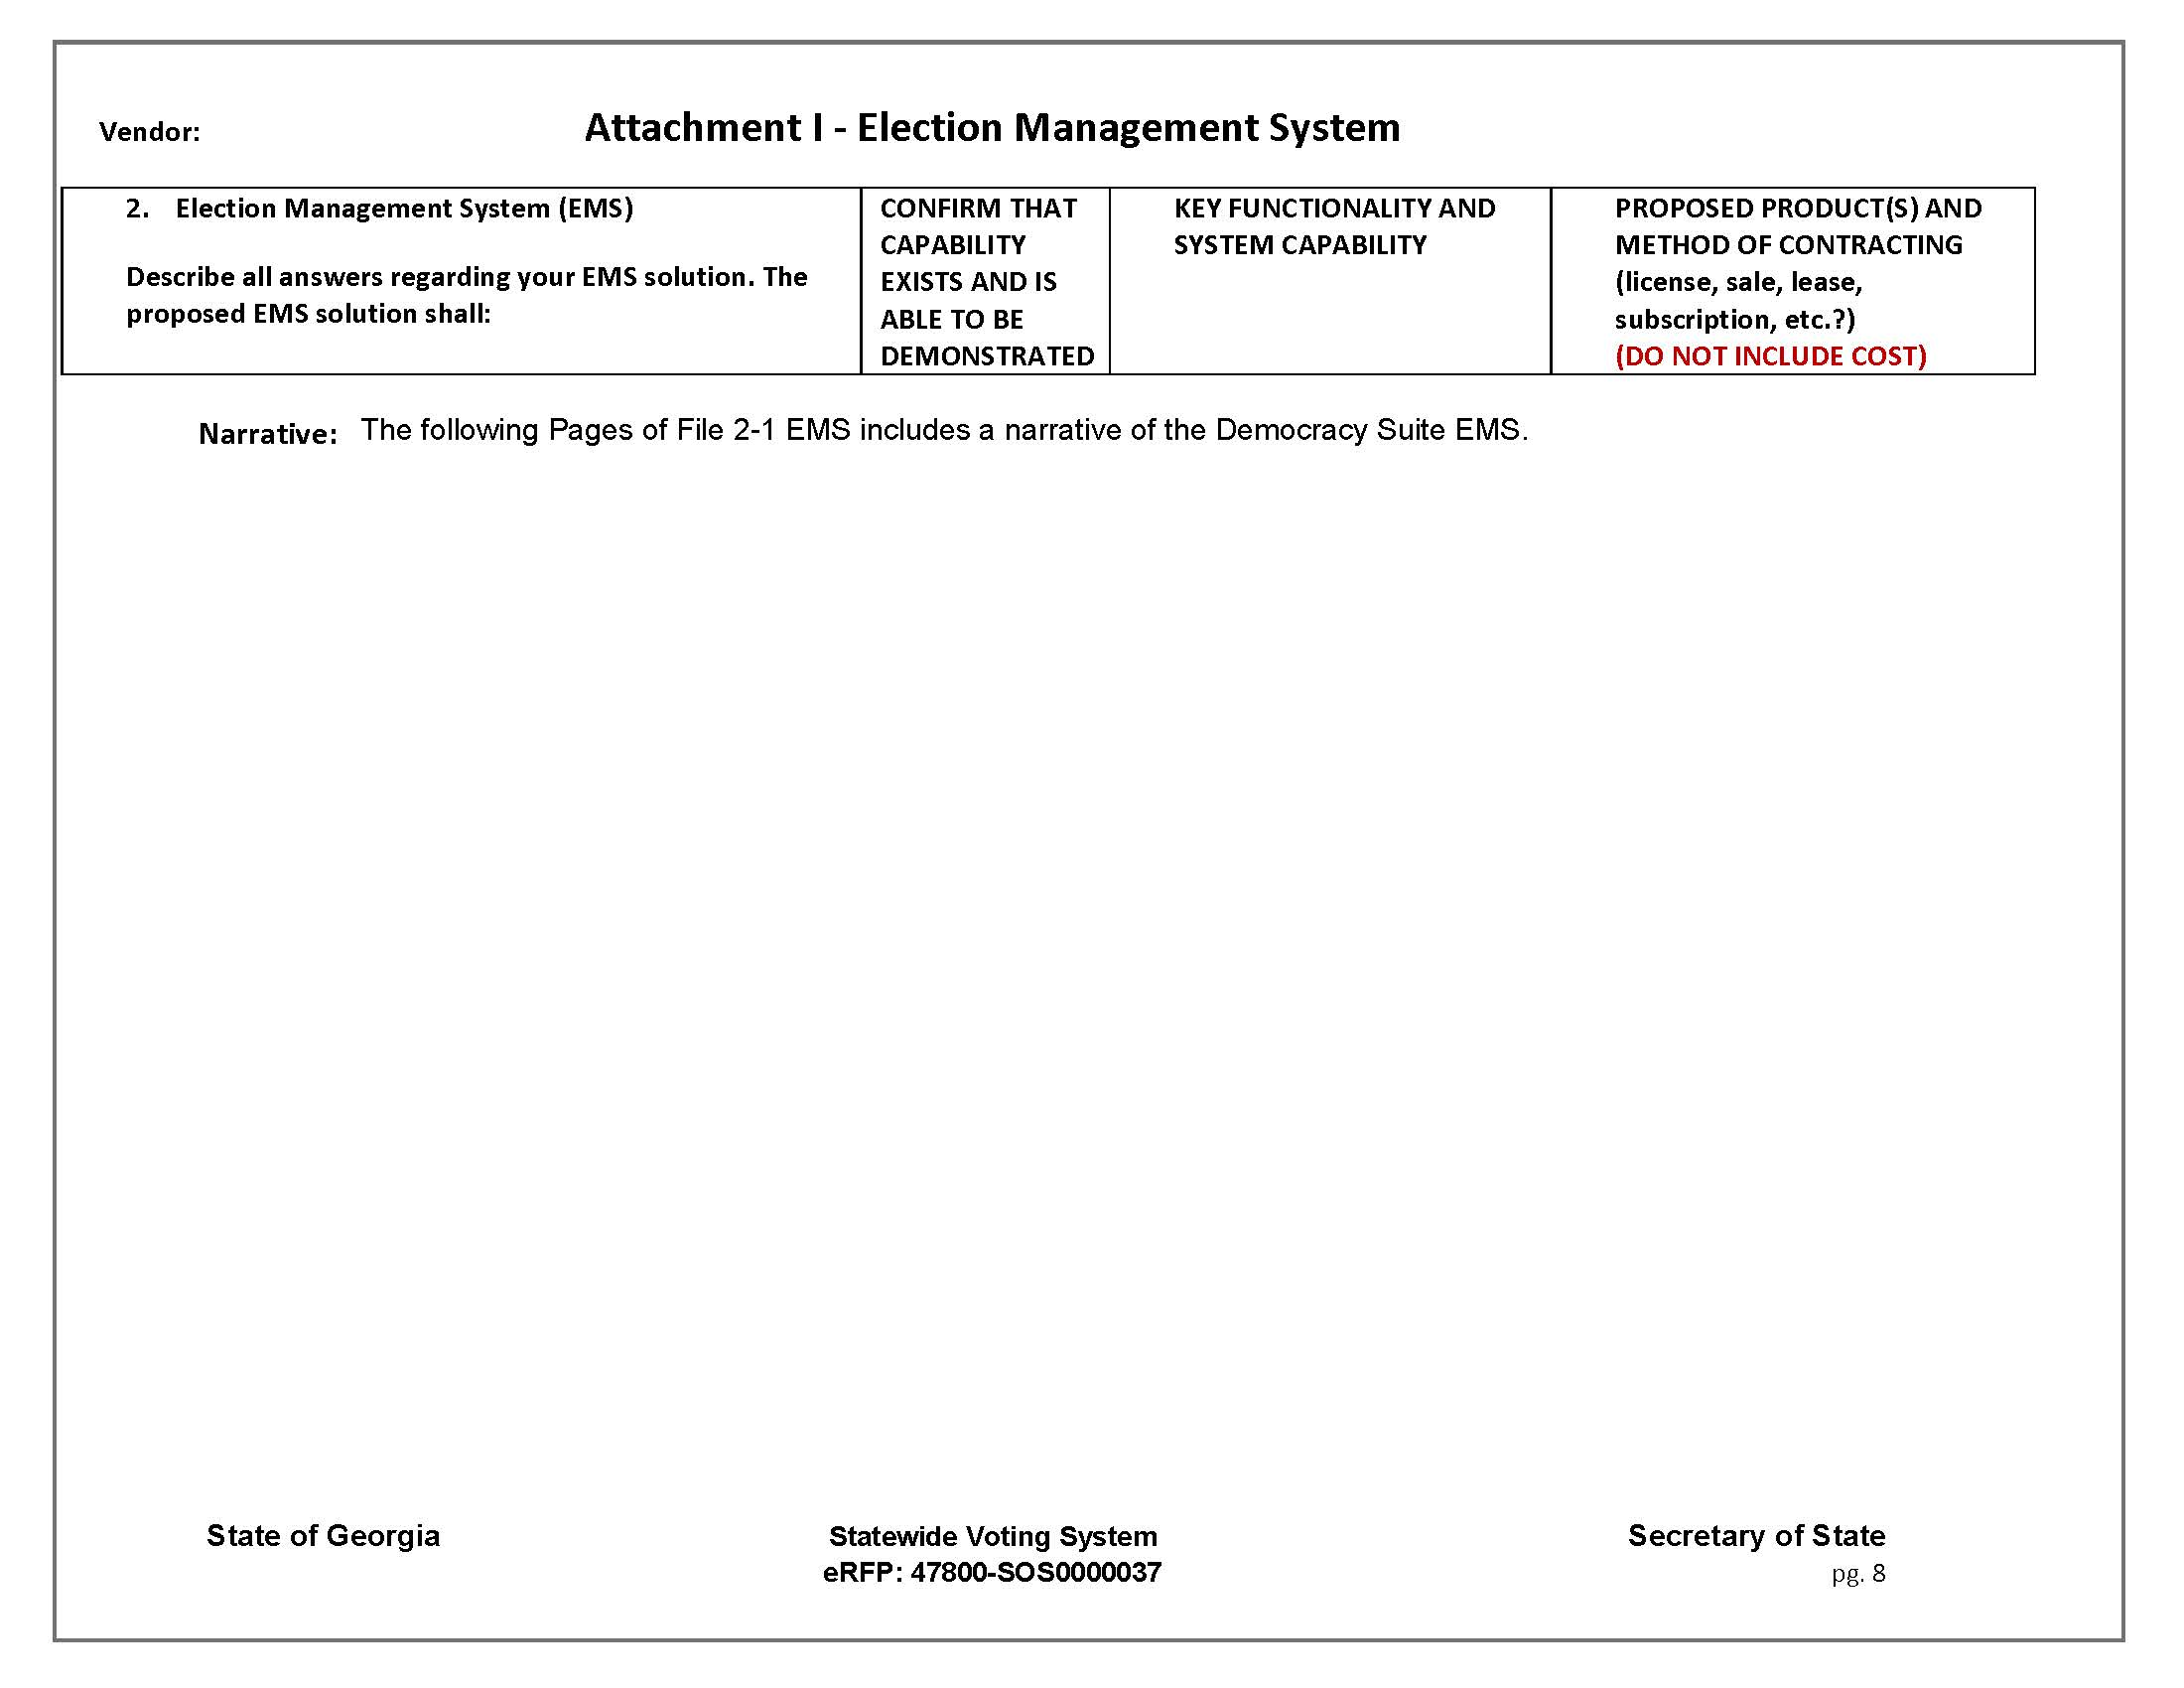 Vendor:
Attachment I - Election Management System
2. Election Management System (EMS)
Describe all answers regarding your EMS solution. The
proposed EMS solution shall:
CONFIRM THAT
CAPABILITY
EXISTS AND IS
ABLE TO BE
DEMONSTRATED
KEY FUNCTIONALITY AND
SYSTEM CAPABILITY
PROPOSED PRODUCT(S) AND
METHOD OF CONTRACTING
(license, sale, lease,
subscription, etc.?)
(DO NOT INCLUDE COST)
Narrative: The following Pages of File 2-1 EMS includes a narrative of the Democracy Suite EMS.
State of Georgia
Statewide Voting System
eRFP: 47800-SOS0000037
Secretary of State
pg. 8